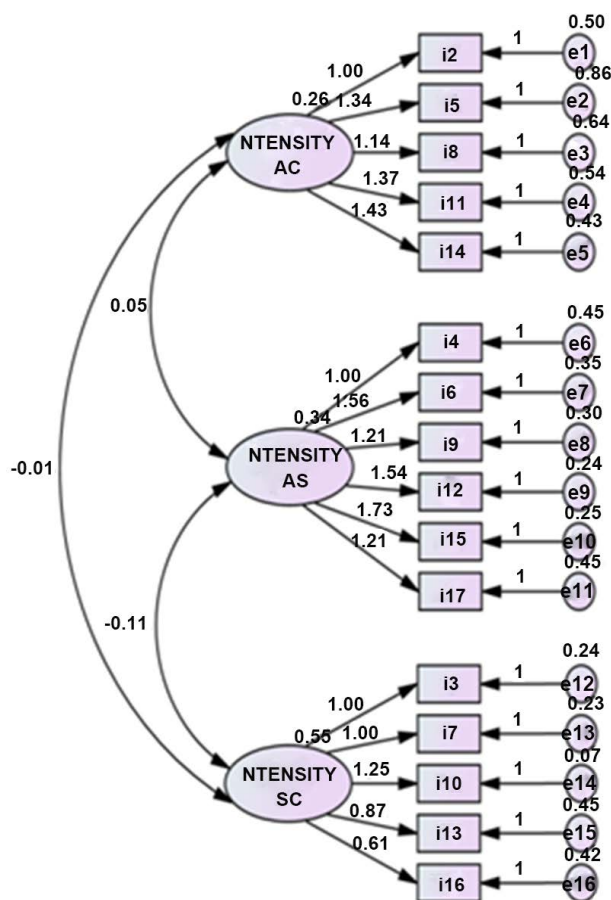 0.50
1.00
i2
1
e1
0.86
0.26
1.34
i5
1
e2
0.64
NTENSITY
AC
1.14
i8
1
e3
0.54
1.37
i11
1
e4
0.43
1.43
i14
1
e5
0.05
0.45
1.00
i4
1
e6
0.35
0.34
1.56
i6
1
e7
0.30
NTENSITY
AS
1.21
i9
1
e8
0.24
-0.01
1.54
i12
1
e9
0.25
1.73
i15
1
e10
0.45
1.21
i17
1
e11
-0.11
0.24
1.00
i3
1
e12
0.23
0.55
1.00
i7
1
e13
0.07
NTENSITY
SC
1.25
i10
1
e14
0.45
0.87
i13
1
e15
0.42
0.61
i16
1
e16